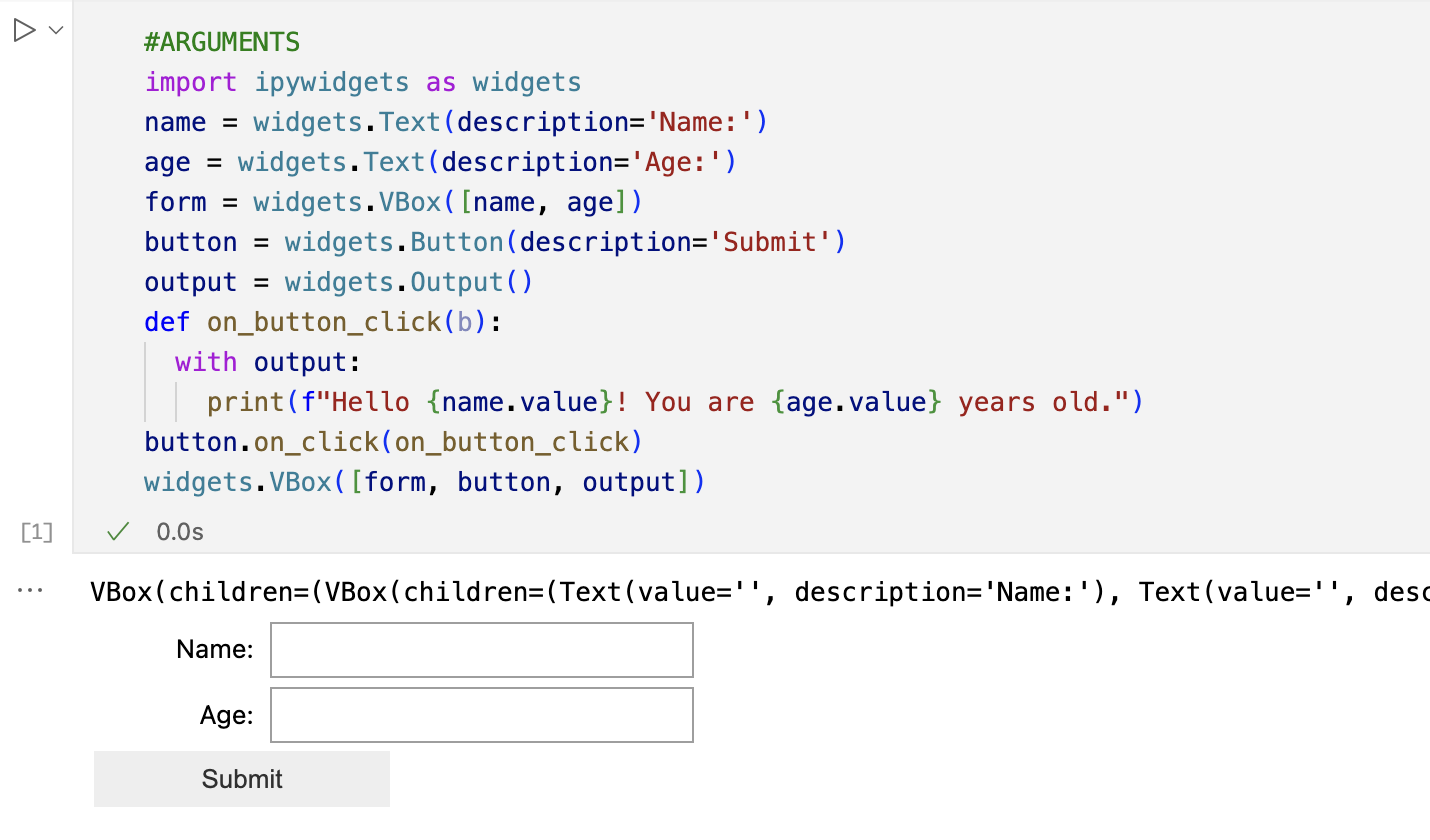 #ARGUMENTS
import ipywidgets as widgets
name = widgets.Text(description='Name:')
age = widgets.Text(description='Age:')
form = widgets.VBox([name, age])
button = widgets.Button(description='Submit')
output = widgets.Output()
def on_button_click(b):
  with output:
    print(f"Hello {name.value}! You are {age.value} years old.")
button.on_click(on_button_click)
widgets.VBox([form, button, output])
[1] ✓ 0.0s
... VBox(children=(VBox(children=(Text(value='', description='Name:'), Text(value='', desc
Name:
Age:
Submit